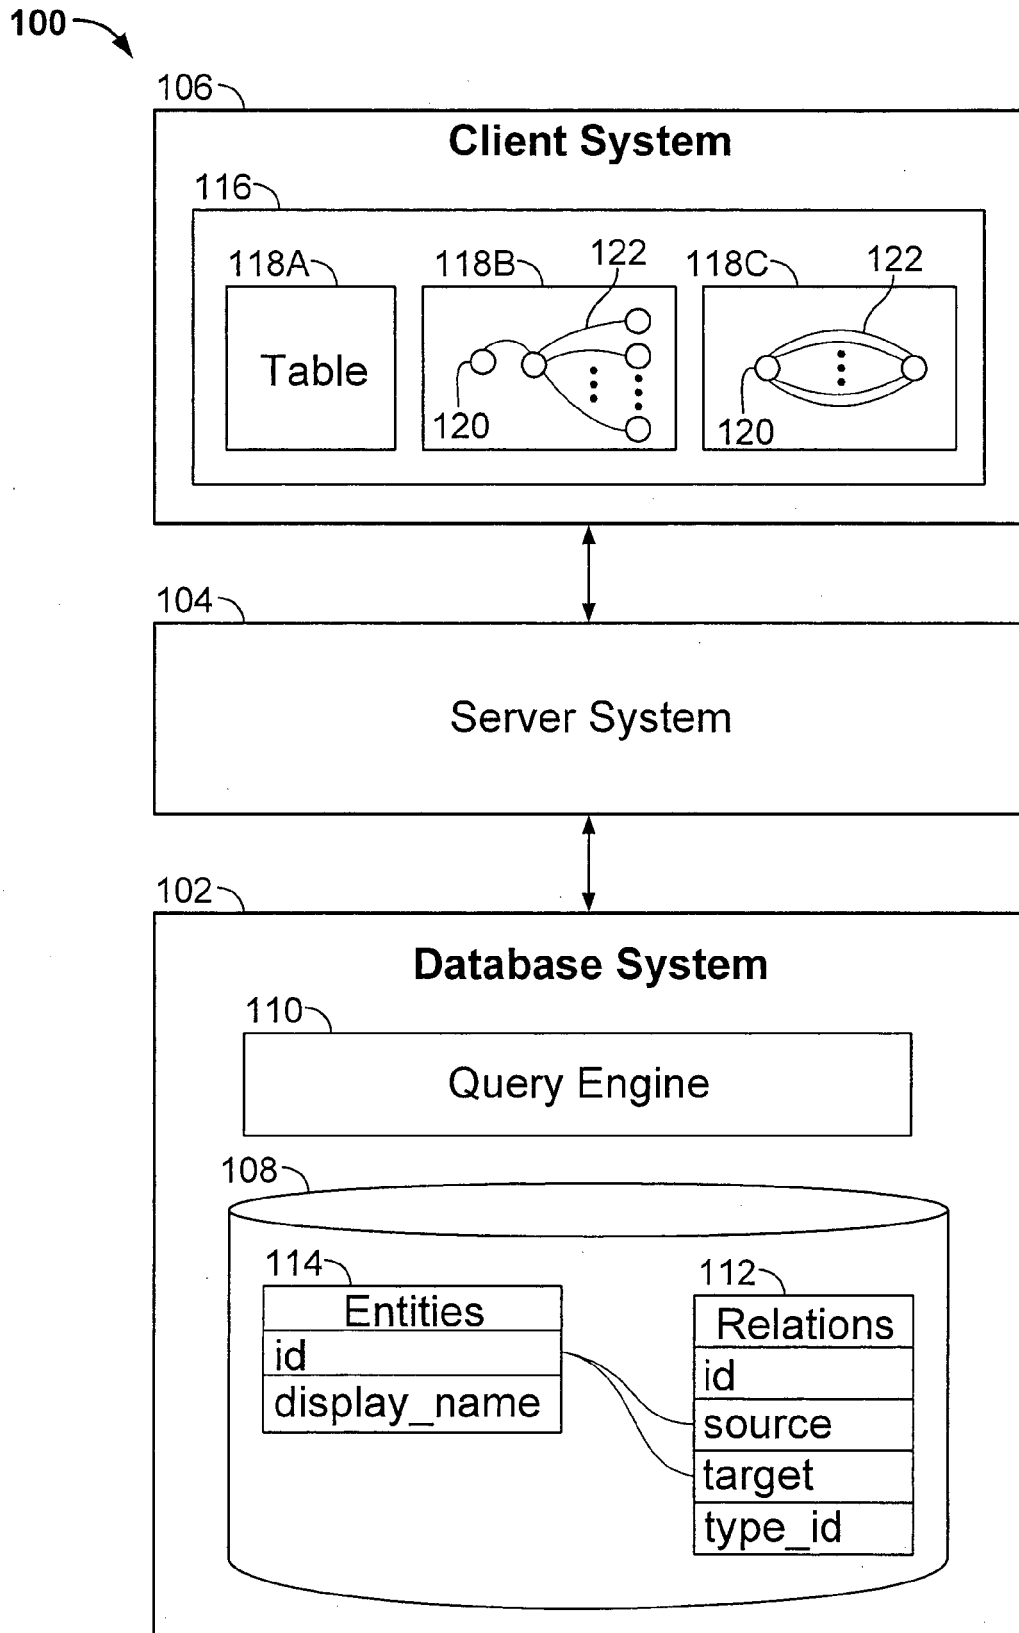 100
106
Client System
116
118A
118B
122
118C
122
Table
120
120
104
Server System
102
Database System
110
Query Engine
108
114
Entities
id
display_name
112
Relations
id
source
target
type_id